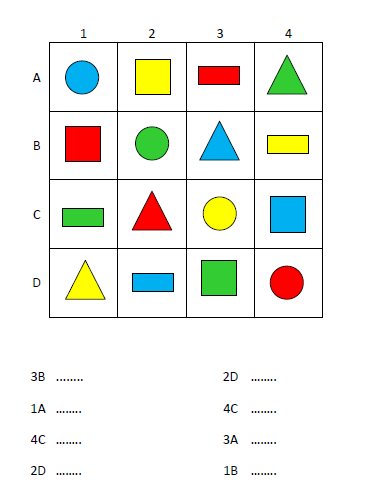 1 2 3 4
A
B
C
D
3B ........ 2D ........
1A ........ 4C ........
4C ........ 3A ........
2D ........ 1B ........